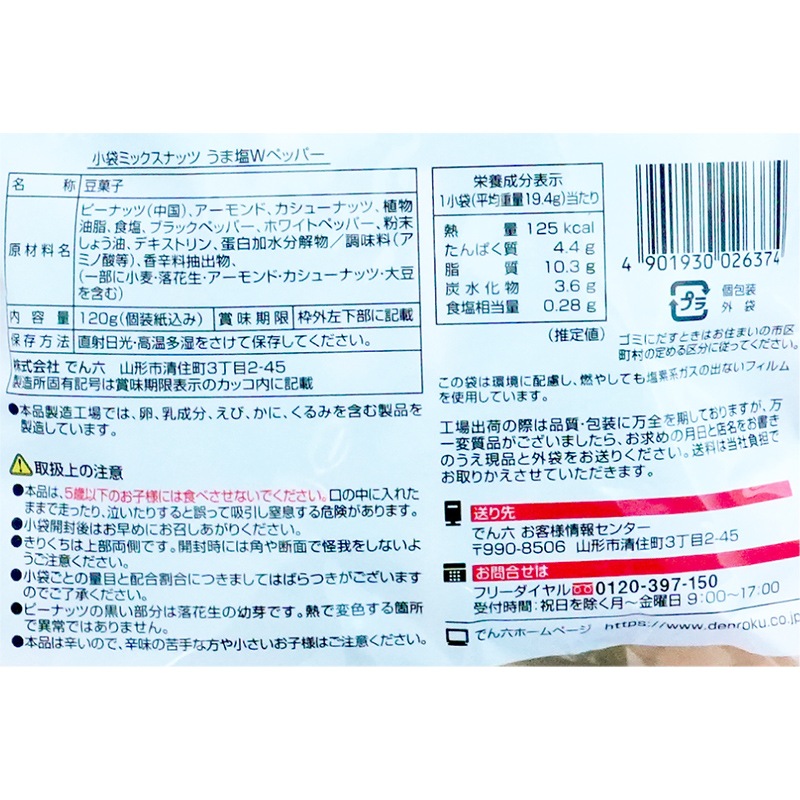 小袋ミックスナッツ うま塩Wペッパー
名 称 豆菓子
原材料名 ピーナッツ(中国)、アーモンド、カシューナッツ、植物
油脂、食塩、ブラックペッパー、ホワイトペッパー、粉末
しょう油、デキストリン、蛋白加水分解物／調味料(ア
ミノ酸等)、香辛料抽出物、
(一部に小麦・落花生・アーモンド・カシューナッツ・大豆
を含む)
内容量 120g(個装紙込み) 賞味期限 枠外左下部に記載
保存方法 直射日光・高温多湿をさけて保存してください。
株式会社 でん六 山形市清住町3丁目2-45
製造所固有記号は賞味期限表示のカッコ内に記載
●本品製造工場では、卵、乳成分、えび、かに、くるみを含む製品を
製造しています。
取扱上の注意
●本品は、5歳以下のお子様には食べさせないでください。口の中に入れた
ままで走ったり、泣いたりすると誤って吸引し窒息する危険があります。
●小袋開封後はお早めにお召しあがりください。
●きりくちは上部両側です。開封時には角や断面で怪我をしないよ
うご注意ください。
●小袋ごとの量目と配合割合につきましてはばらつきがございます
のでご了承ください。
●ピーナッツの黒い部分は落花生の幼芽です。熱で変色する箇所
で異常ではありません。
●本品は辛いので、辛味の苦手な方や小さいお子様はご注意ください。
栄養成分表示
1小袋(平均重量19.4g)当たり
熱 量 125 kcal
たんぱく質 4.4 g
脂 質 10.3 g
炭水化物 3.6 g
食塩相当量 0.28 g
(推定値)
4 901930 026374
プラ
個包装
外 袋
ゴミにだすときはお住まいの市区
町村の定める区分に従ってください。
この袋は環境に配慮し、燃やしても塩素系ガスの出ないフィルム
を使用しています。
工場出荷の際は品質・包装に万全を期しておりますが、万
一変質品がございましたら、お求めの月日と店名をお書き
のうえ現品と外袋をお送りください。送料は当社負担で
お取りかえさせていただきます。
送り先
でん六 お客様情報センター
〒990-8506 山形市清住町3丁目2-45
お問合せは
フリーダイヤル 0120-397-150
受付時間：祝日を除く月〜金曜日 9:00〜17:00
でん六ホームページ https://www.denroku.co.jp